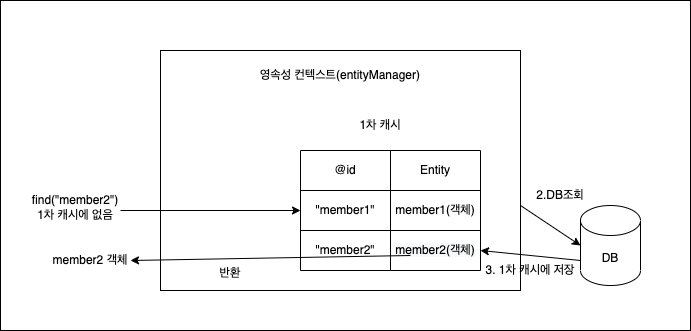 영속성 컨텍스트(entityManager)
1차 캐시
@id Entity
find("member2")
1차 캐시에 없음
"member1" member1(객체)
2.DB조회
"member2" member2(객체)
member2 객체
반환
3. 1차 캐시에 저장
DB